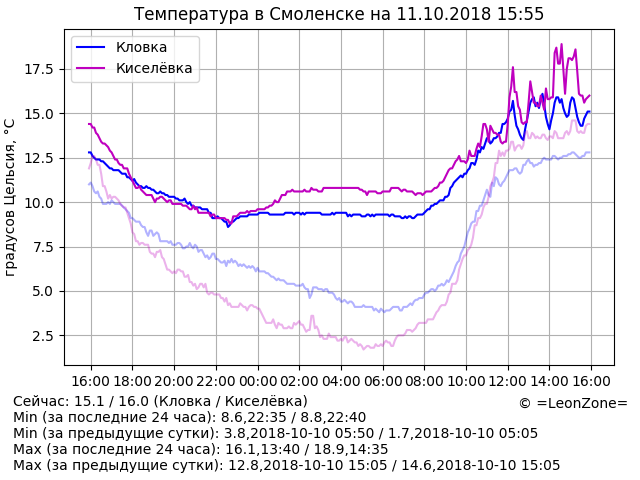 Температура в Смоленске на 11.10.2018 15:55
Кловка
Киселёвка
градусов Цельсия, °C
17.5
15.0
12.5
10.0
7.5
5.0
2.5
16:00 18:00 20:00 22:00 00:00 02:00 04:00 06:00 08:00 10:00 12:00 14:00 16:00
Сейчас: 15.1 / 16.0 (Кловка / Киселёвка)
© =LeonZone=
Min (за последние 24 часа): 8.6,22:35 / 8.8,22:40
Min (за предыдущие сутки): 3.8,2018-10-10 05:50 / 1.7,2018-10-10 05:05
Max (за последние 24 часа): 16.1,13:40 / 18.9,14:35
Max (за предыдущие сутки): 12.8,2018-10-10 15:05 / 14.6,2018-10-10 15:05